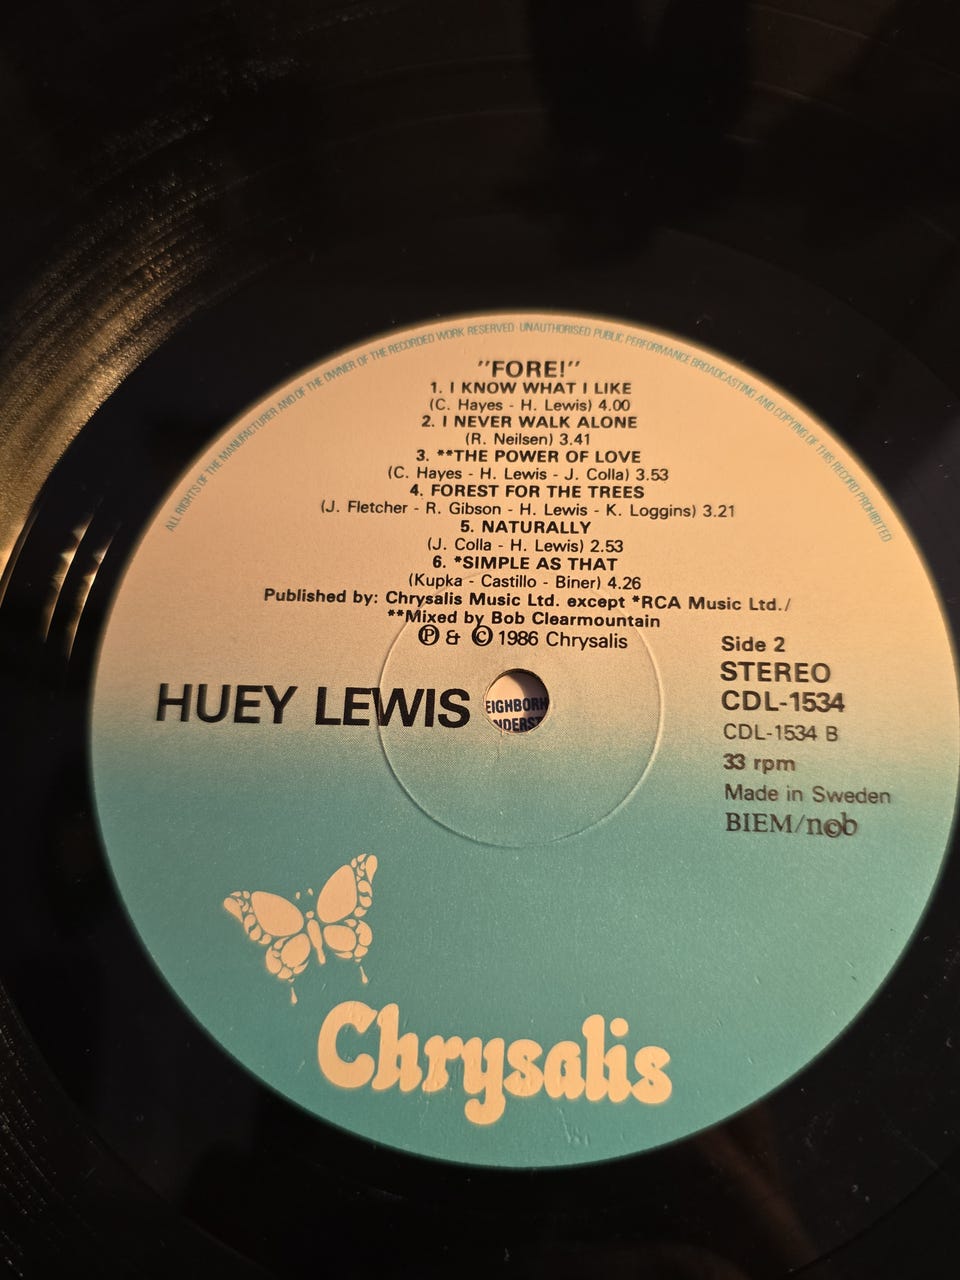 ALL RIGHTS OF THE MANUFACTURER AND OF THE OWNER OF THE RECORDED WORK RESERVED · UNAUTHORISED PUBLIC PERFORMANCE BROADCASTING AND COPYING OF THIS RECORD PROHIBITED
"FORE!"
1. I KNOW WHAT I LIKE
(C. Hayes - H. Lewis) 4.00
2. I NEVER WALK ALONE
(R. Neilsen) 3.41
3. **THE POWER OF LOVE
(C. Hayes - H. Lewis - J. Colla) 3.53
4. FOREST FOR THE TREES
(J. Fletcher - R. Gibson - H. Lewis - K. Loggins) 3.21
5. NATURALLY
(J. Colla - H. Lewis) 2.53
6. *SIMPLE AS THAT
(Kupka - Castillo - Biner) 4.26
Published by: Chrysalis Music Ltd. except *RCA Music Ltd./
**Mixed by Bob Clearmountain
℗ & © 1986 Chrysalis
HUEY LEWIS
EIGHBORH
NDERST
Side 2
STEREO
CDL-1534
CDL-1534 B
33 rpm
Made in Sweden
BIEM/n©b
Chrysalis